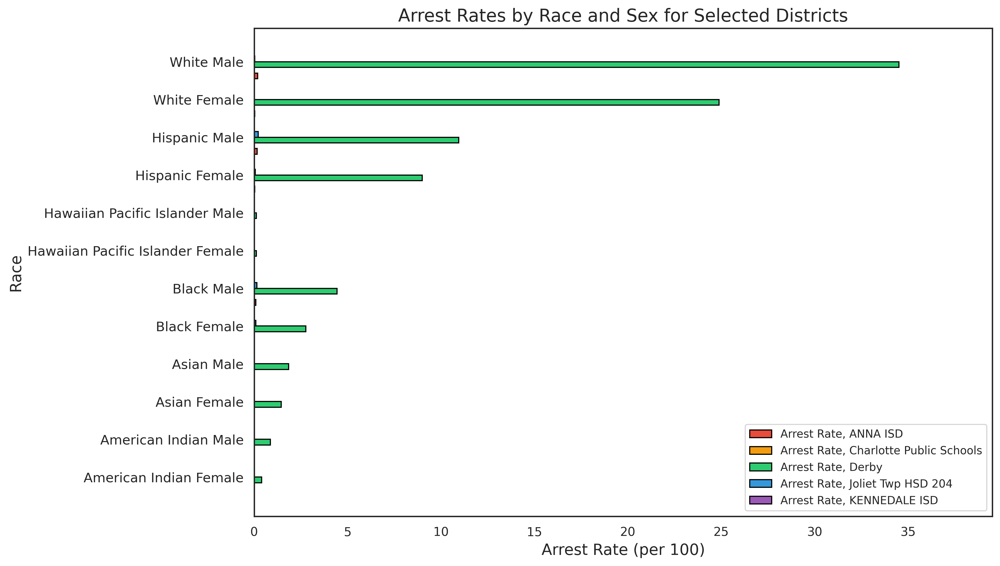 Arrest Rates by Race and Sex for Selected Districts
White Male
White Female
Hispanic Male
Hispanic Female
Hawaiian Pacific Islander Male
Hawaiian Pacific Islander Female
Black Male
Black Female
Asian Male
Asian Female
American Indian Male
American Indian Female
Race
Arrest Rate, ANNA ISD
Arrest Rate, Charlotte Public Schools
Arrest Rate, Derby
Arrest Rate, Joliet Twp HSD 204
Arrest Rate, KENNEDALE ISD
0 5 10 15 20 25 30 35
Arrest Rate (per 100)